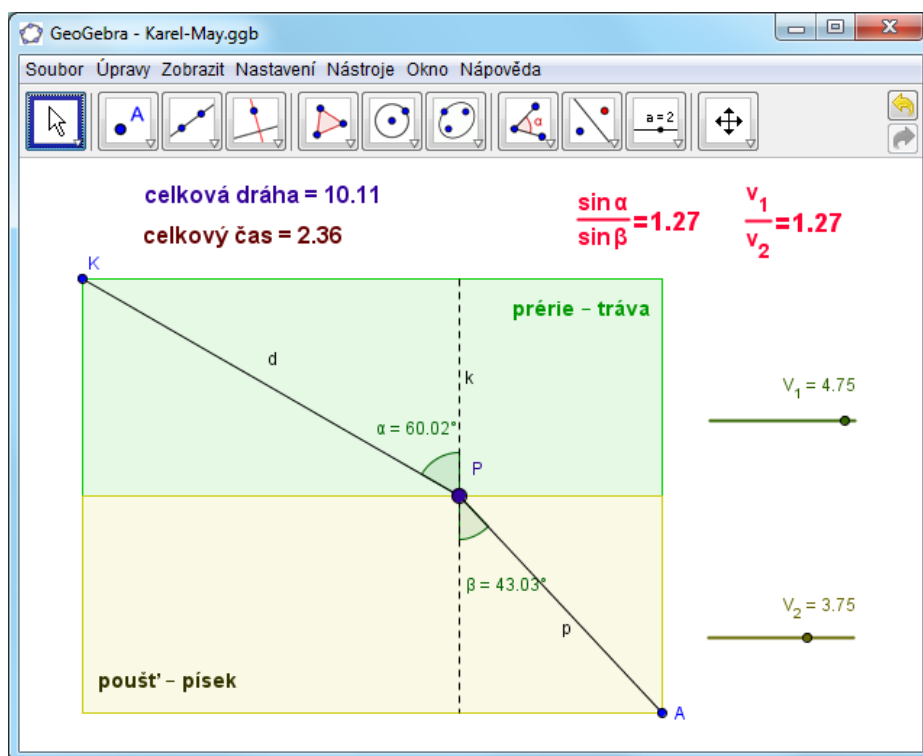 GeoGebra - Karel-May.ggb
Soubor Úpravy Zobrazit Nastavení Nástroje Okno Nápověda
A
α
a = 2
celková dráha = 10.11
celkový čas = 2.36
sin α
sin β
=1.27
v1
v2
=1.27
K
prérie - tráva
d
k
V1 = 4.75
α = 60.02°
P
β = 43.03°
V2 = 3.75
p
poušť - písek
A